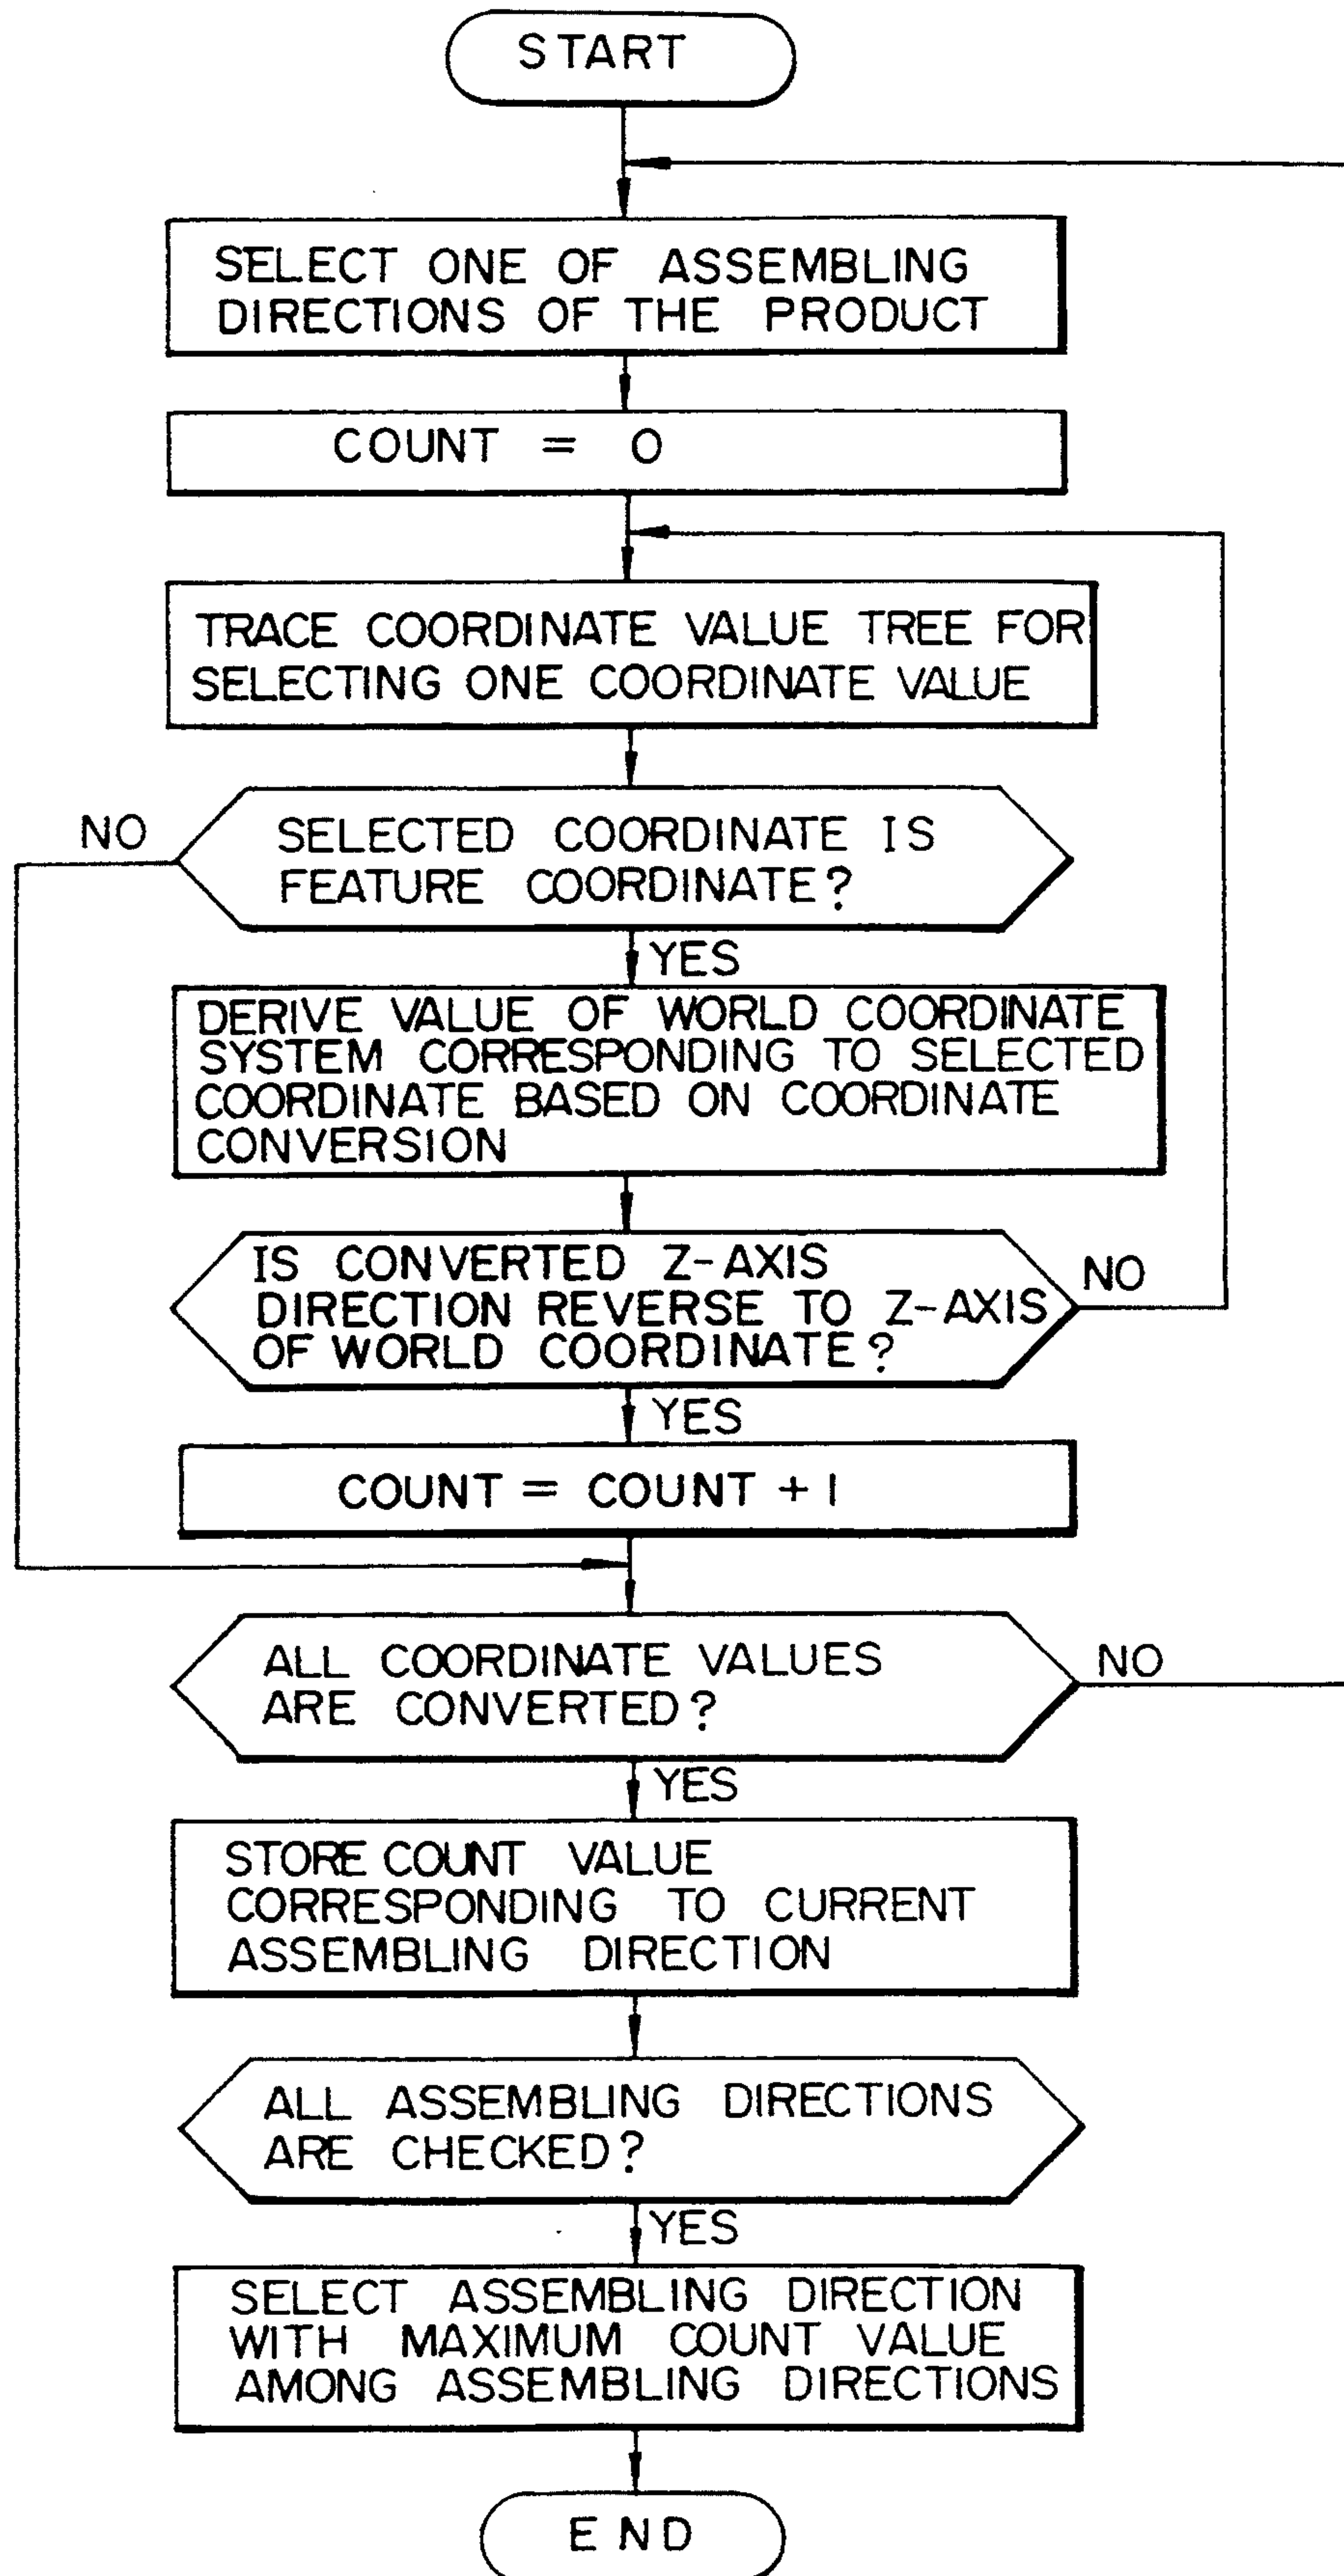 START
SELECT ONE OF ASSEMBLING
DIRECTIONS OF THE PRODUCT
COUNT = 0
TRACE COORDINATE VALUE TREE FOR
SELECTING ONE COORDINATE VALUE
NO
SELECTED COORDINATE IS
FEATURE COORDINATE?
YES
DERIVE VALUE OF WORLD COORDINATE
SYSTEM CORRESPONDING TO SELECTED
COORDINATE BASED ON COORDINATE
CONVERSION
IS CONVERTED Z-AXIS
DIRECTION REVERSE TO Z-AXIS
OF WORLD COORDINATE?
NO
YES
COUNT = COUNT + 1
ALL COORDINATE VALUES
ARE CONVERTED?
NO
YES
STORE COUNT VALUE
CORRESPONDING TO CURRENT
ASSEMBLING DIRECTION
ALL ASSEMBLING DIRECTIONS
ARE CHECKED?
YES
SELECT ASSEMBLING DIRECTION
WITH MAXIMUM COUNT VALUE
AMONG ASSEMBLING DIRECTIONS
END